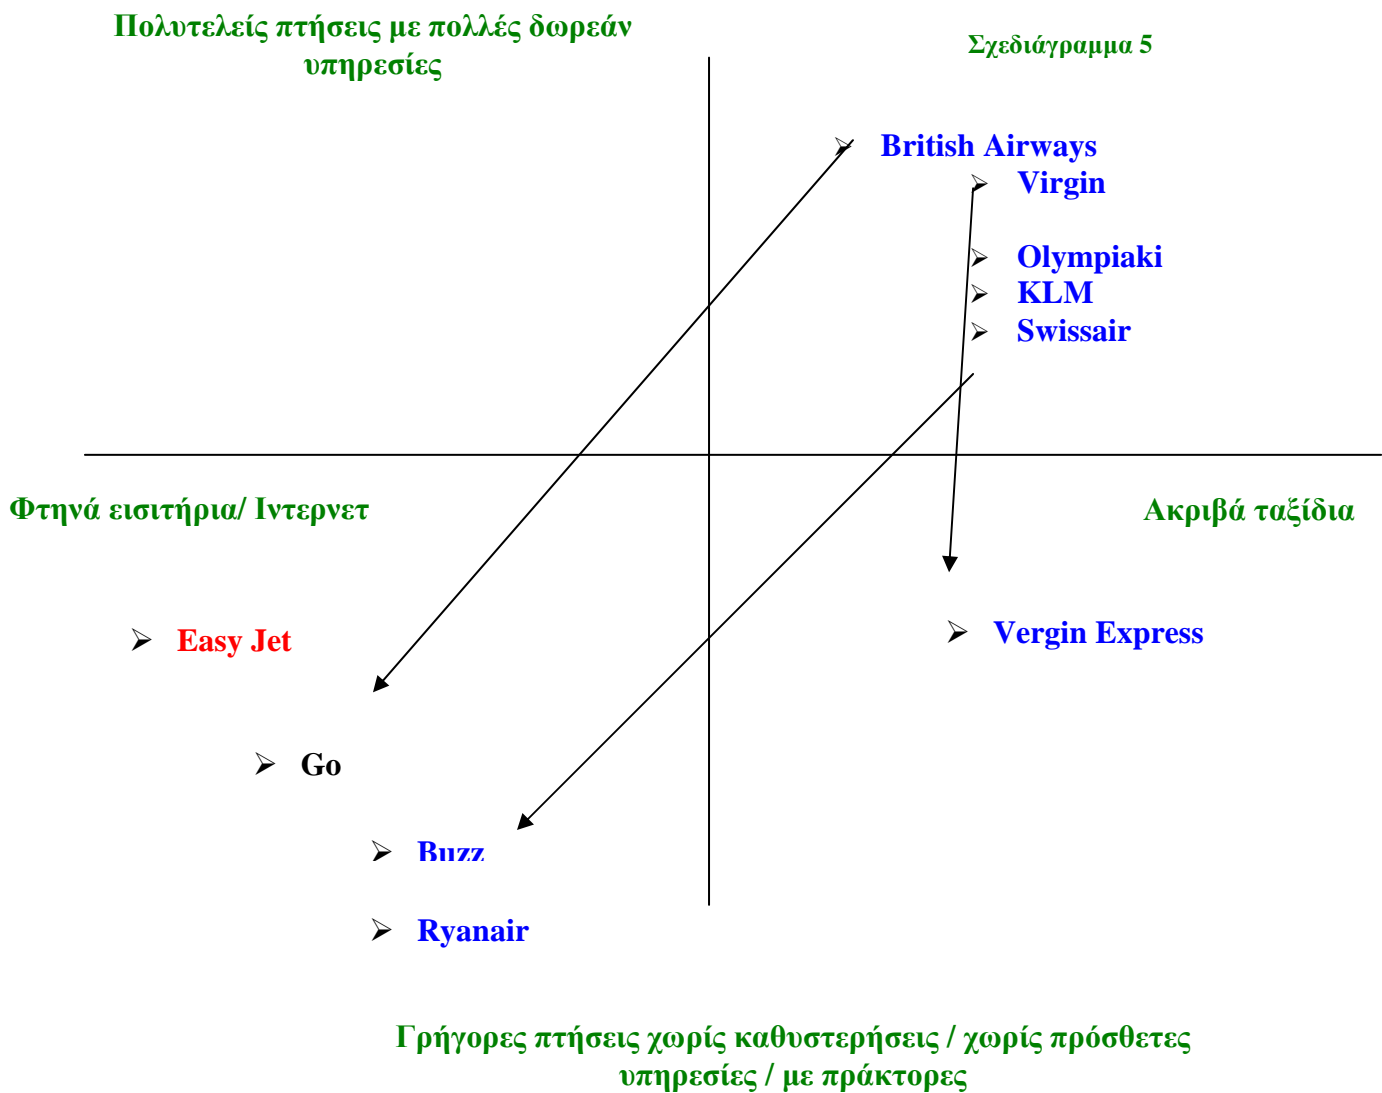 Πολυτελείς πτήσεις με πολλές δωρεάν
υπηρεσίες
Σχεδιάγραμμα 5
British Airways
Virgin
Olympiaki
KLM
Swissair
Φτηνά εισιτήρια/ Ιντερνετ
Ακριβά ταξίδια
Easy Jet
Vergin Express
Go
Buzz
Ryanair
Γρήγορες πτήσεις χωρίς καθυστερήσεις / χωρίς πρόσθετες
υπηρεσίες / με πράκτορες